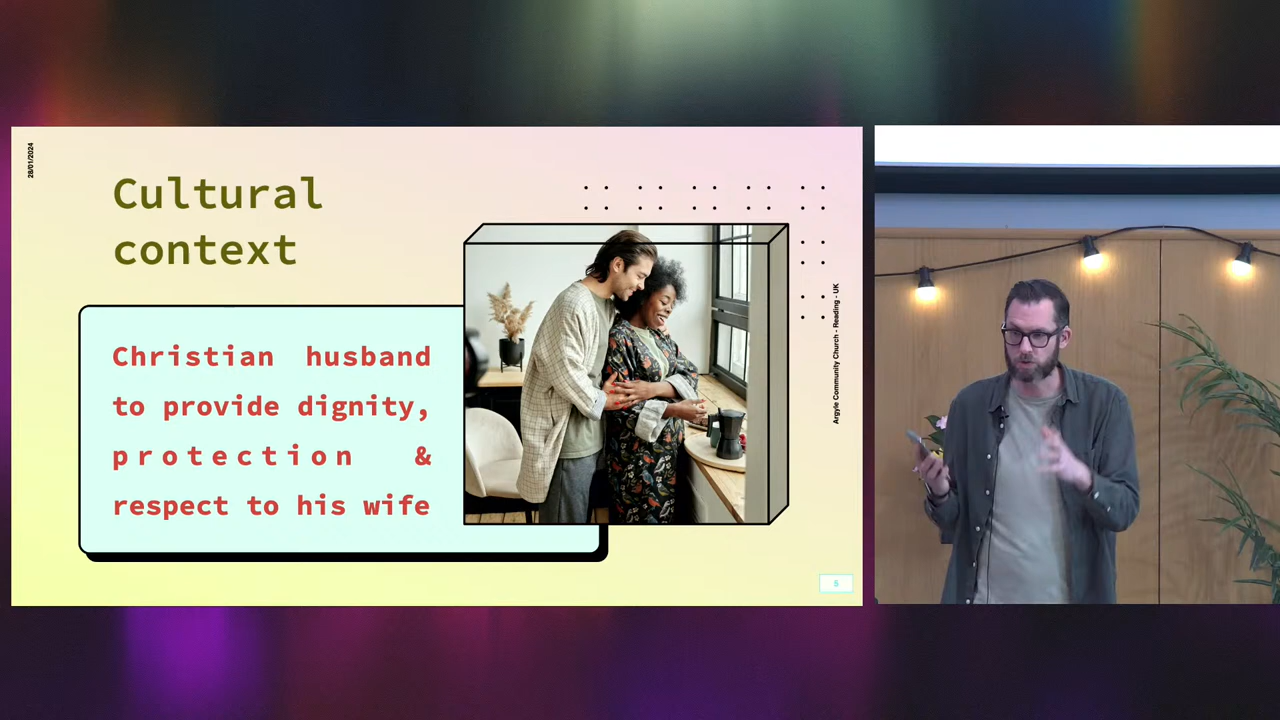 28/01/2024
Cultural
context
Christian husband
to provide dignity,
protection &
respect to his wife
Argyle Community Church - Reading - UK
5